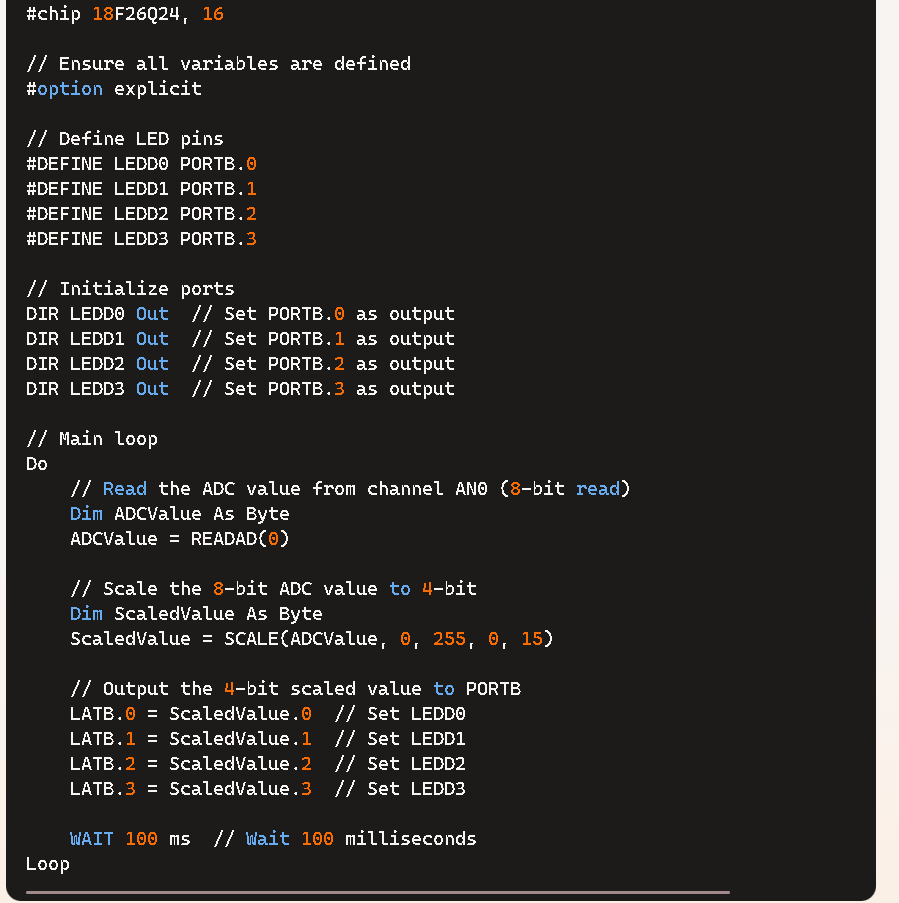 #chip 18F26Q24, 16
// Ensure all variables are defined
#option explicit
// Define LED pins
#DEFINE LEDD0 PORTB.0
#DEFINE LEDD1 PORTB.1
#DEFINE LEDD2 PORTB.2
#DEFINE LEDD3 PORTB.3
// Initialize ports
DIR LEDD0 Out  // Set PORTB.0 as output
DIR LEDD1 Out  // Set PORTB.1 as output
DIR LEDD2 Out  // Set PORTB.2 as output
DIR LEDD3 Out  // Set PORTB.3 as output
// Main loop
Do
    // Read the ADC value from channel AN0 (8-bit read)
    Dim ADCValue As Byte
    ADCValue = READAD(0)
    // Scale the 8-bit ADC value to 4-bit
    Dim ScaledValue As Byte
    ScaledValue = SCALE(ADCValue, 0, 255, 0, 15)
    // Output the 4-bit scaled value to PORTB
    LATB.0 = ScaledValue.0  // Set LEDD0
    LATB.1 = ScaledValue.1  // Set LEDD1
    LATB.2 = ScaledValue.2  // Set LEDD2
    LATB.3 = ScaledValue.3  // Set LEDD3
    WAIT 100 ms  // Wait 100 milliseconds
Loop